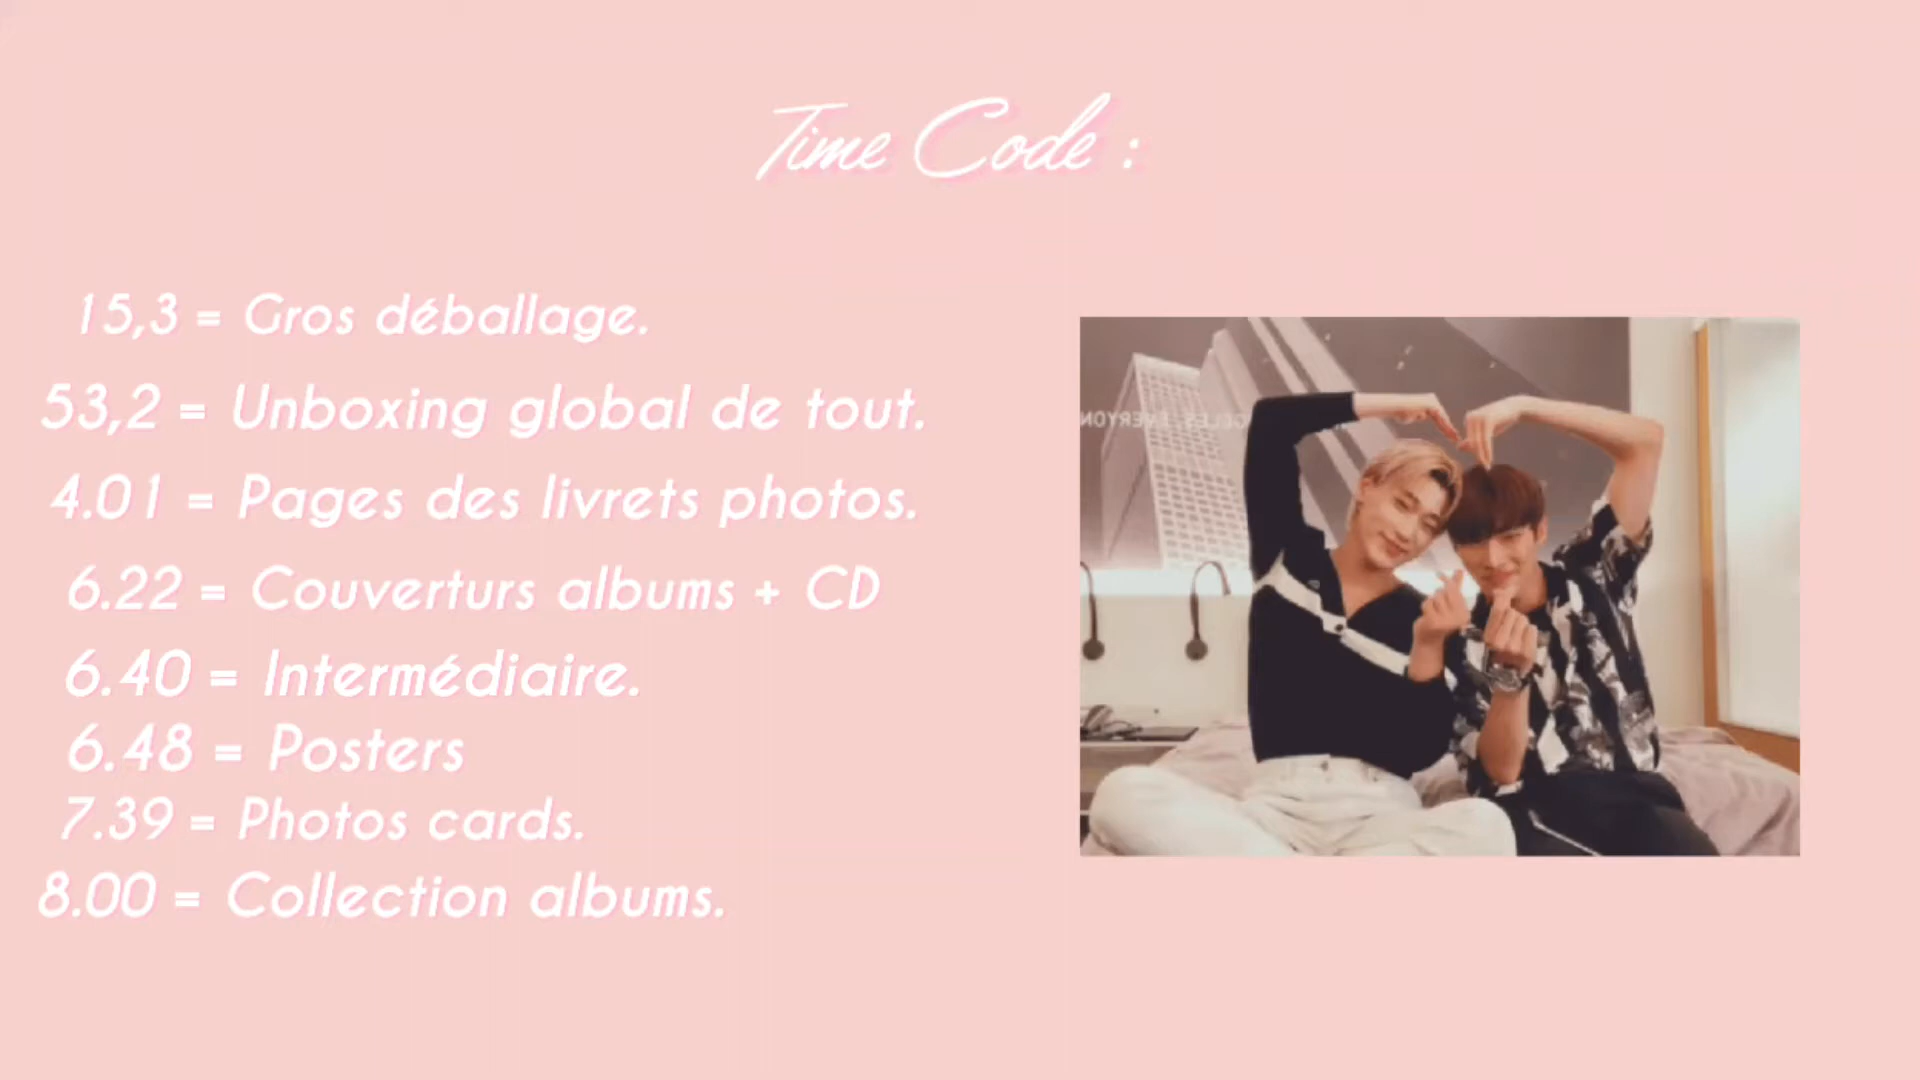 Time Code :
15,3 = Gros déballage.
53,2 = Unboxing global de tout.
4.01 = Pages des livrets photos.
6.22 = Couverturs albums + CD
6.40 = Intermédiaire.
6.48 = Posters
7.39 = Photos cards.
8.00 = Collection albums.